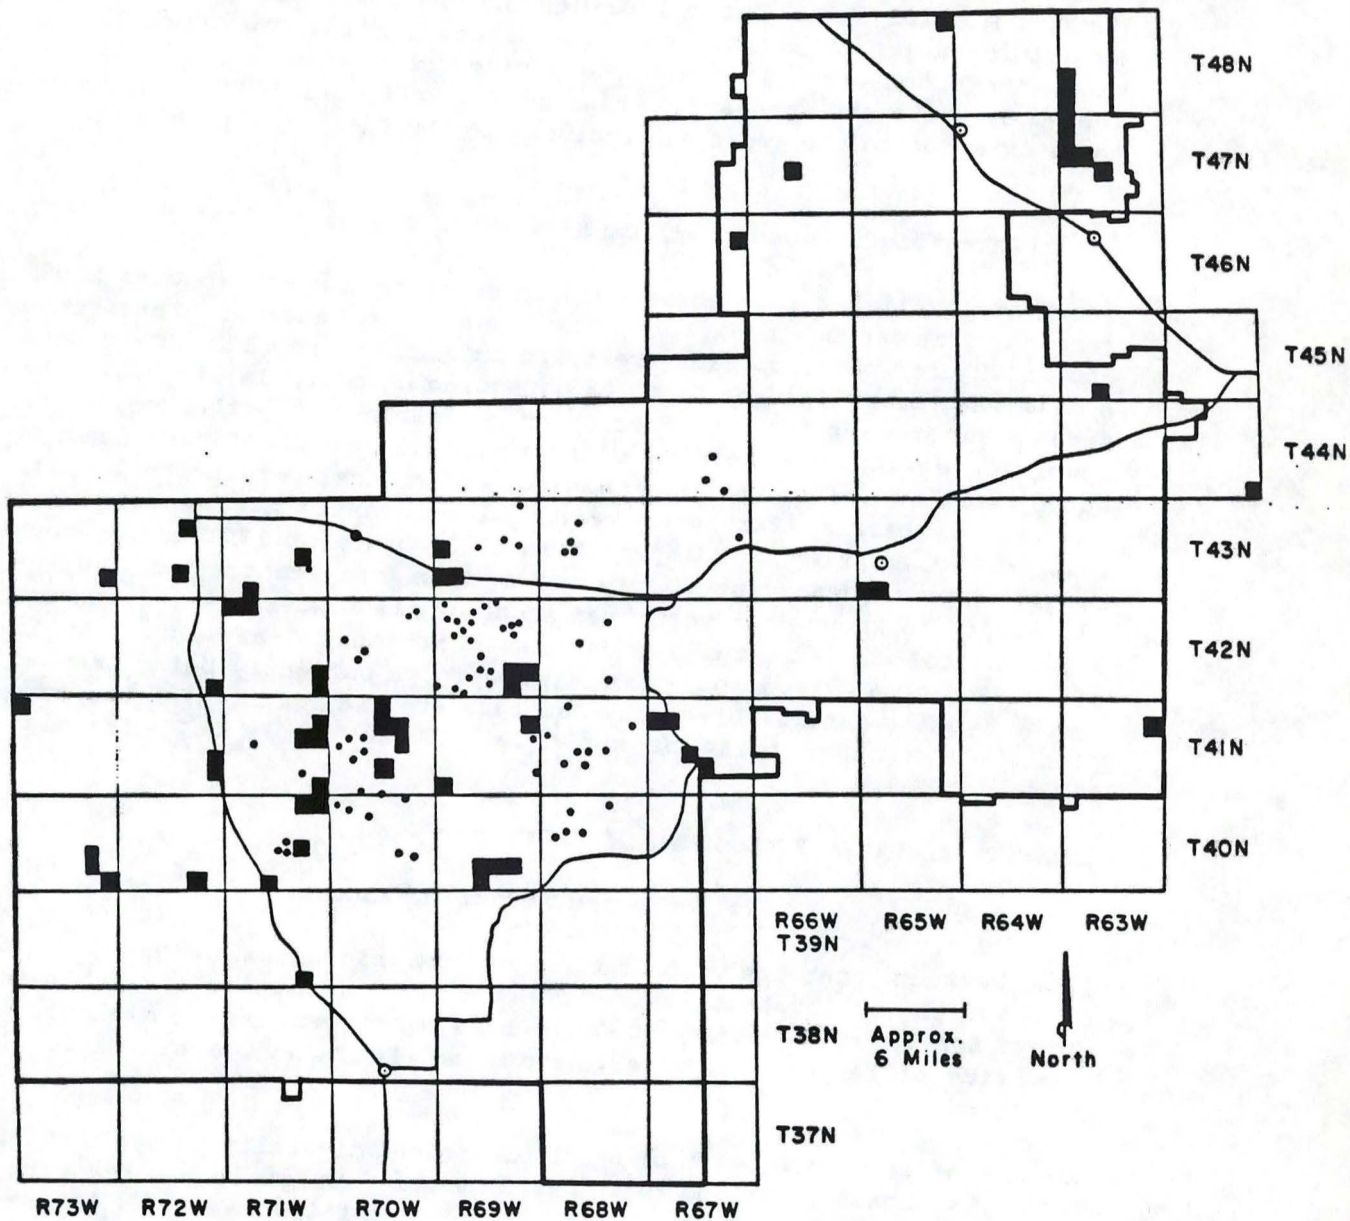 T48N
T47N
T46N
T45N
T44N
T43N
T42N
T41N
T40N
R66W R65W R64W R63W
T39N
T38N
Approx.
6 Miles
North
T37N
R73W R72W R71W R70W R69W R68W R67W